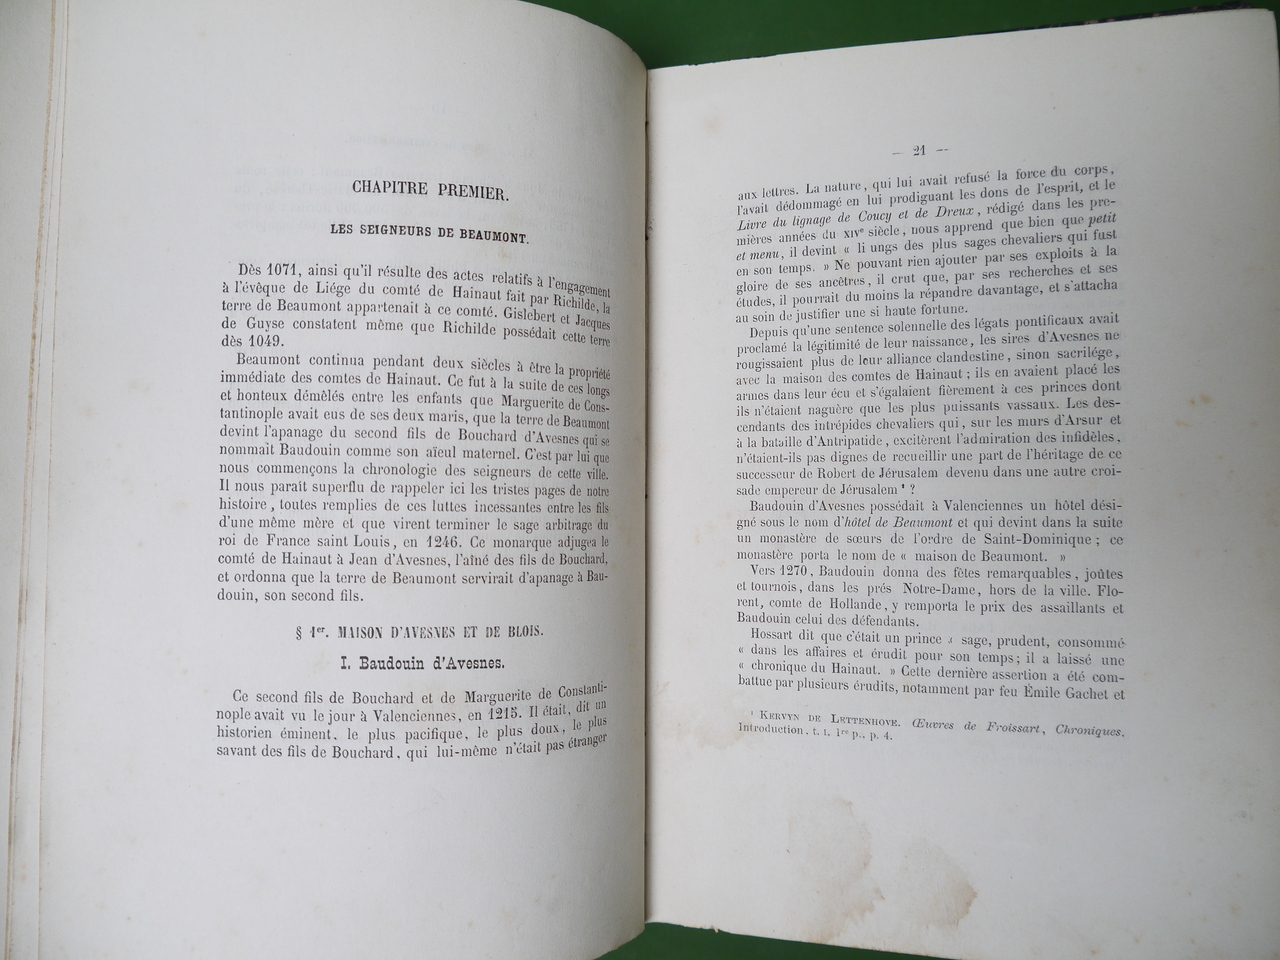 CHAPITRE PREMIER.
LES SEIGNEURS DE BEAUMONT.
Dès 1071, ainsi qu'il résulte des actes relatifs à l'engagement
à l'évêque de Liége du comté de Hainaut fait par Richilde, la
terre de Beaumont appartenait à ce comté. Gislebert et Jacques
de Guyse constatent même que Richilde possédait cette terre
dès 1049.
Beaumont continua pendant deux siècles à être la propriété
immédiate des comtes de Hainaut. Ce fut à la suite de ces longs
et honteux démêlés entre les enfants que Marguerite de Cons-
tantinople avait eus de ses deux maris, que la terre de Beaumont
devint l'apanage du second fils de Bouchard d'Avesnes qui se
nommait Baudouin comme son aïeul maternel. C'est par lui que
nous commençons la chronologie des seigneurs de cette ville.
Il nous paraît superflu de rappeler ici les tristes pages de notre
histoire, toutes remplies de ces luttes incessantes entre les fils
d'une même mère et que virent terminer le sage arbitrage du
roi de France saint Louis, en 1246. Ce monarque adjugea le
comté de Hainaut à Jean d'Avesnes, l'aîné des fils de Bouchard,
et ordonna que la terre de Beaumont servirait d'apanage à Bau-
douin, son second fils.
§ 1er. MAISON D'AVESNES ET DE BLOIS.
I. Baudouin d'Avesnes.
Ce second fils de Bouchard et de Marguerite de Constanti-
nople avait vu le jour à Valenciennes, en 1215. Il était, dit un
historien éminent, le plus pacifique, le plus doux, le plus
savant des fils de Bouchard, qui lui-même n'était pas étranger
— 21 —
aux lettres. La nature, qui lui avait refusé la force du corps,
l'avait dédommagé en lui prodiguant les dons de l'esprit, et le
Livre du lignage de Coucy et de Dreux, rédigé dans les pre-
mières années du XIVe siècle, nous apprend que bien que petit
et menu, il devint « li ungs des plus sages chevaliers qui fust
en son temps. » Ne pouvant rien ajouter par ses exploits à la
gloire de ses ancêtres, il crut que, par ses recherches et ses
études, il pourrait du moins la répandre davantage, et s'attacha
au soin de justifier une si haute fortune.
Depuis qu'une sentence solennelle des légats pontificaux avait
proclamé la légitimité de leur naissance, les sires d'Avesnes ne
rougissaient plus de leur alliance clandestine, sinon sacrilége,
avec la maison des comtes de Hainaut ; ils en avaient placé les
armes dans leur écu et s'égalaient fièrement à ces princes dont
ils n'étaient naguère que les plus puissants vassaux. Les des-
cendants des intrépides chevaliers qui, sur les murs d'Arsur et
à la bataille d'Antripatide, excitèrent l'admiration des infidèles,
n'étaient-ils pas dignes de recueillir une part de l'héritage de ce
successeur de Robert de Jérusalem devenu dans une autre croi-
sade empereur de Jérusalem ¹ ?
Baudouin d'Avesnes possédait à Valenciennes un hôtel dési-
gné sous le nom d'hôtel de Beaumont et qui devint dans la suite
un monastère de sœurs de l'ordre de Saint-Dominique ; ce
monastère porta le nom de « maison de Beaumont. »
Vers 1270, Baudouin donna des fêtes remarquables, joûtes
et tournois, dans les prés Notre-Dame, hors de la ville. Flo-
rent, comte de Hollande, y remporta le prix des assaillants et
Baudouin celui des défendants.
Hossart dit que c'était un prince « sage, prudent, consommé
« dans les affaires et érudit pour son temps ; il a laissé une
« chronique du Hainaut. » Cette dernière assertion a été com-
battue par plusieurs érudits, notamment par feu Émile Gachet et
¹ KERVYN DE LETTENHOVE. Œuvres de Froissart, Chroniques.
Introduction, t. I, 1re p., p. 4.